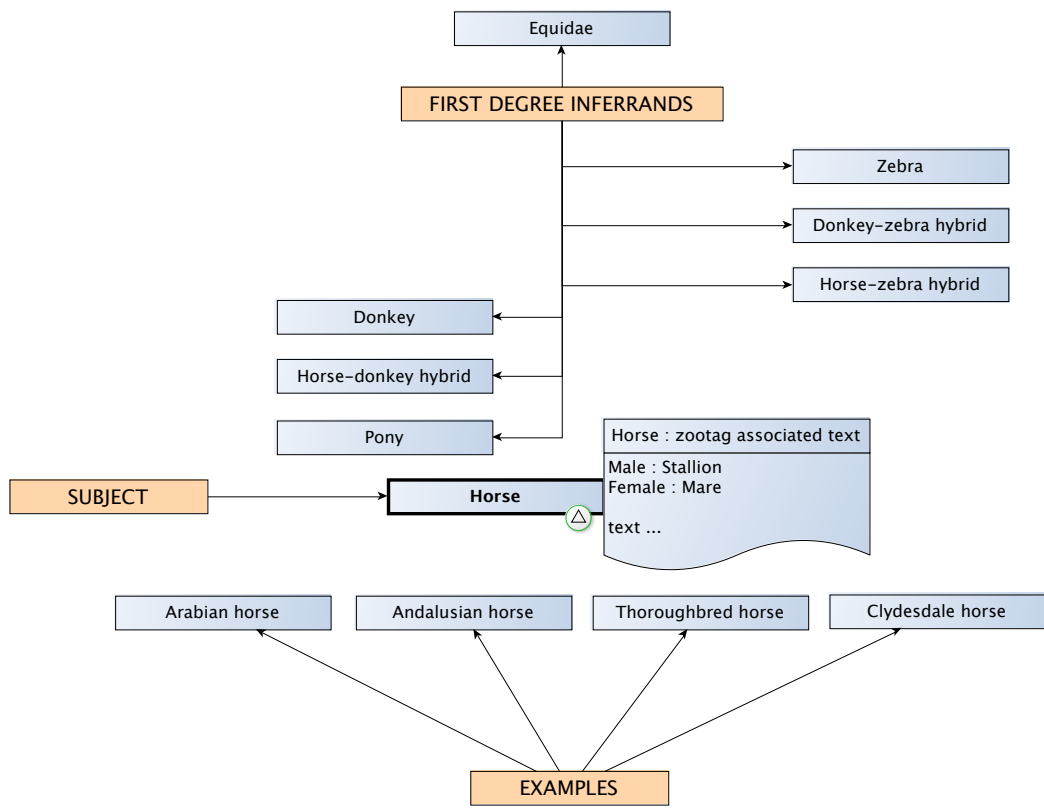 Equidae
FIRST DEGREE INFERRANDS
Zebra
Donkey-zebra hybrid
Horse-zebra hybrid
Donkey
Horse-donkey hybrid
Pony
Horse : zootag associated text
Male : Stallion
Female : Mare
text ...
SUBJECT
Horse
Arabian horse
Andalusian horse
Thoroughbred horse
Clydesdale horse
EXAMPLES